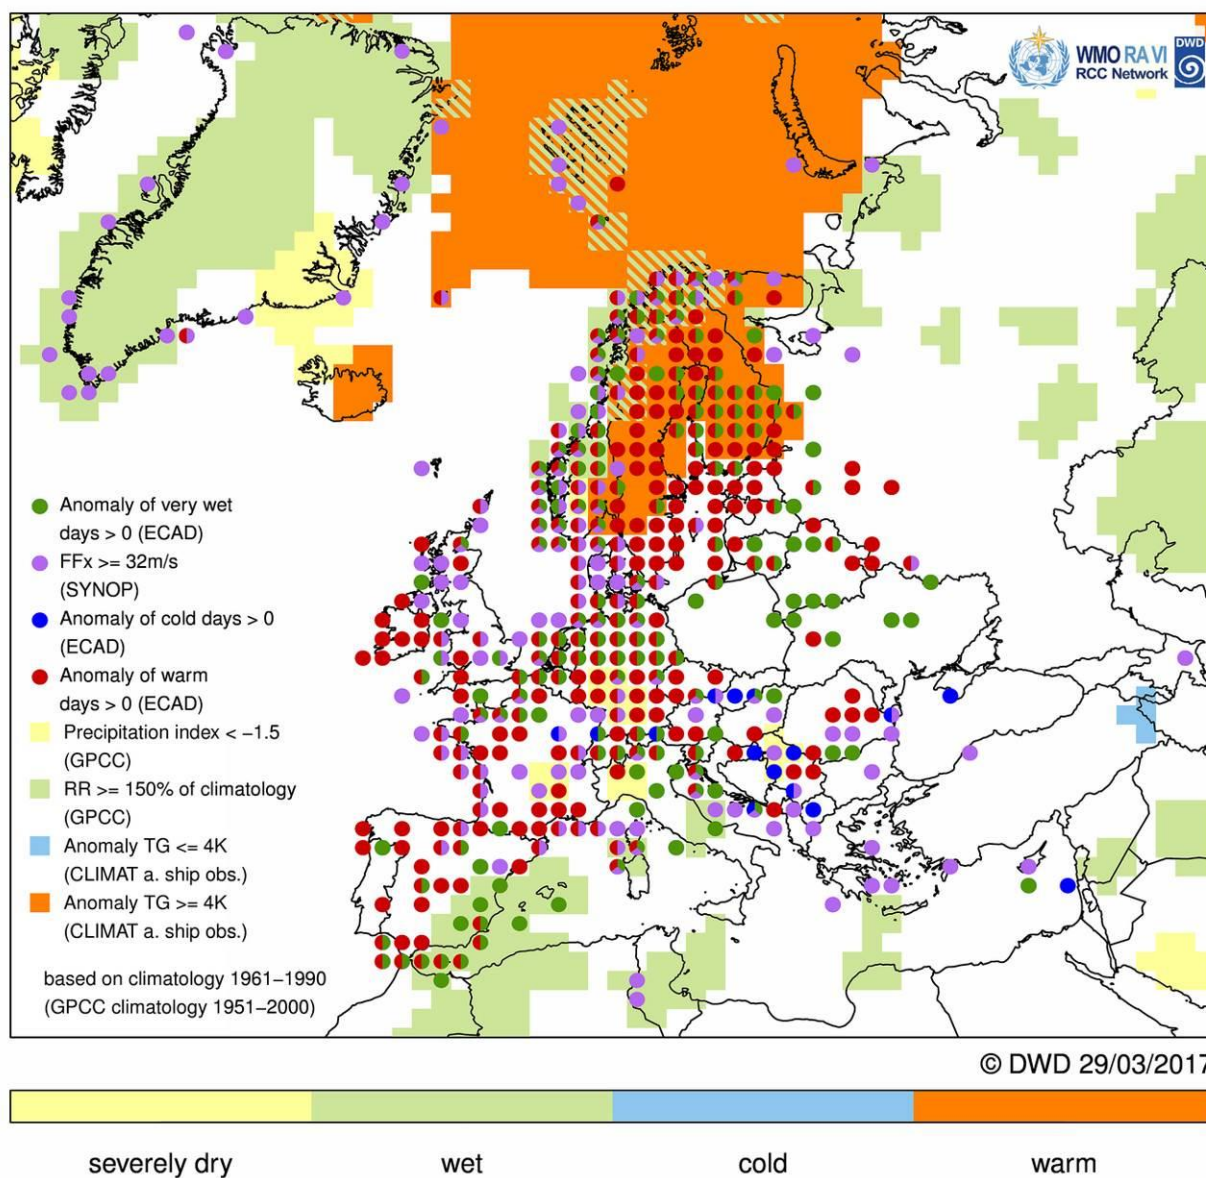 WMO RA VI
RCC Network
DWD
Anomaly of very wet
days > 0 (ECAD)
FFx >= 32m/s
(SYNOP)
Anomaly of cold days > 0
(ECAD)
Anomaly of warm
days > 0 (ECAD)
Precipitation index < −1.5
(GPCC)
RR >= 150% of climatology
(GPCC)
Anomaly TG <= 4K
(CLIMAT a. ship obs.)
Anomaly TG >= 4K
(CLIMAT a. ship obs.)
based on climatology 1961−1990
(GPCC climatology 1951−2000)
© DWD 29/03/2017
severely dry wet cold warm